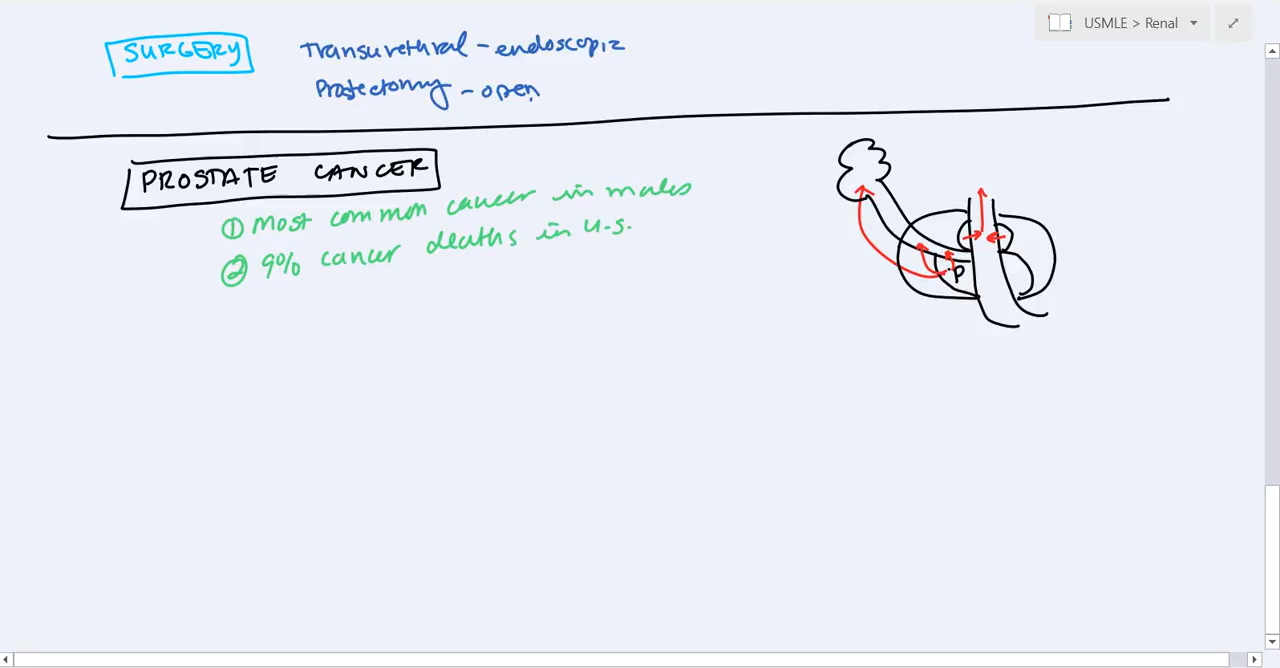 USMLE > Renal
SURGERY
Transurethral - endoscopic
Prostectomy - open
PROSTATE CANCER
① Most common cancer in males
② 9% cancer deaths in U.S.
P